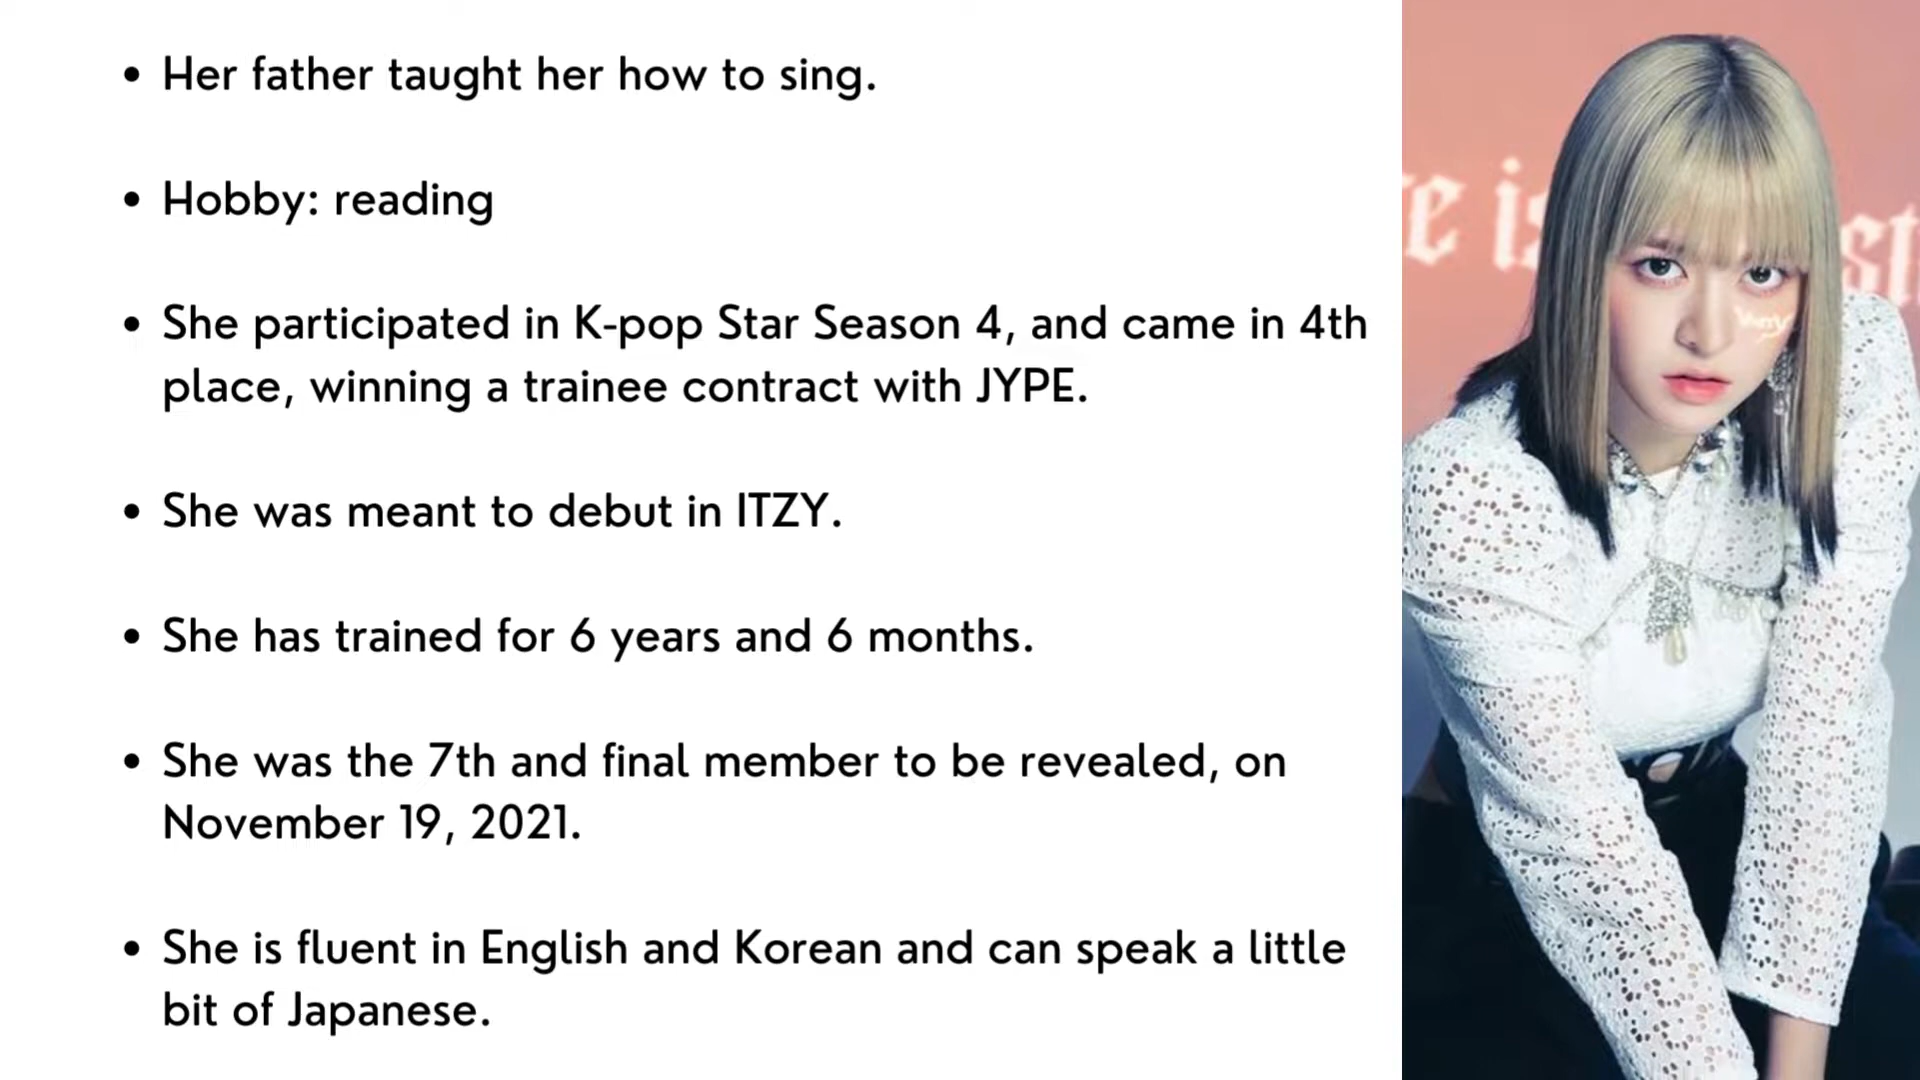 • Her father taught her how to sing.
• Hobby: reading
• She participated in K-pop Star Season 4, and came in 4th
place, winning a trainee contract with JYPE.
• She was meant to debut in ITZY.
• She has trained for 6 years and 6 months.
• She was the 7th and final member to be revealed, on
November 19, 2021.
• She is fluent in English and Korean and can speak a little
bit of Japanese.
is